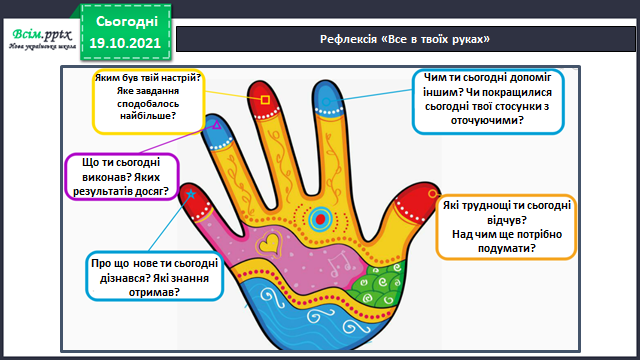 Всім.pptx
Нова українська школа
Сьогодні
19.10.2021
Рефлексія «Все в твоїх руках»
Яким був твій настрій?
Яке завдання
сподобалось
найбільше?
Чим ти сьогодні допоміг
іншим? Чи покращилися
сьогодні твої стосунки з
оточуючими?
Що ти сьогодні
виконав? Яких
результатів досяг?
Які труднощі ти сьогодні
відчув?
Над чим ще потрібно
подумати?
Про що нове ти сьогодні
дізнався? Які знання
отримав?